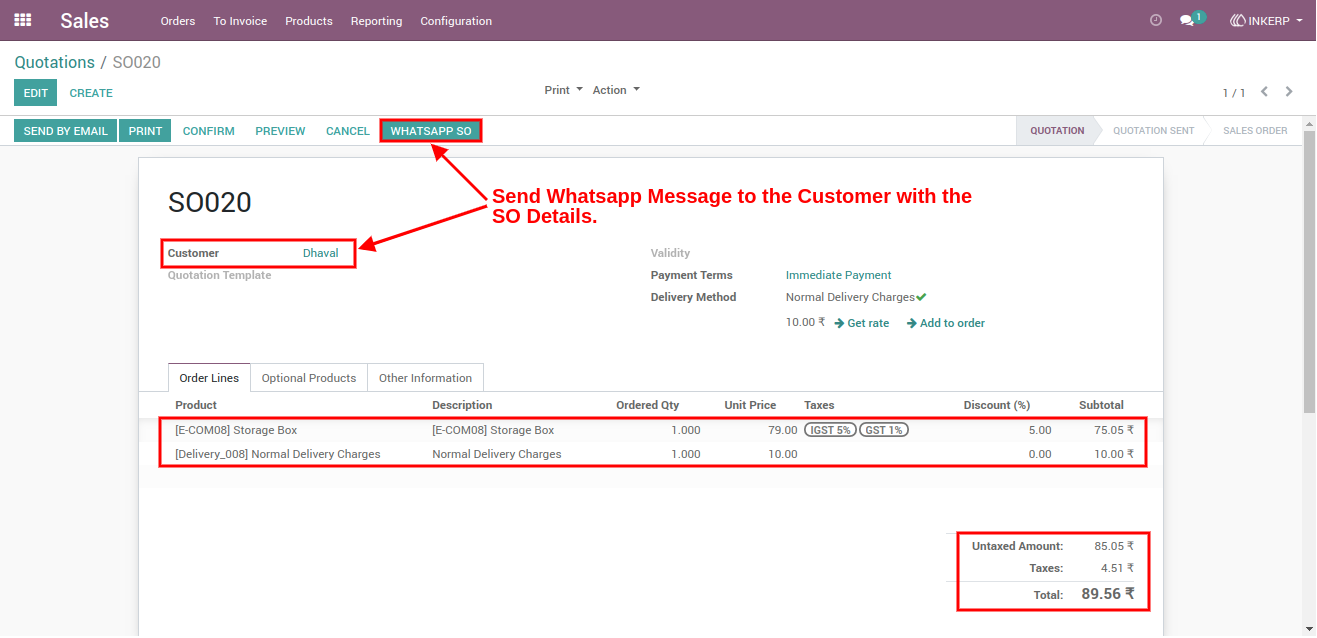 Sales Orders To Invoice Products Reporting Configuration 1 INKERP
Quotations / SO020
EDIT CREATE Print Action 1 / 1
SEND BY EMAIL PRINT CONFIRM PREVIEW CANCEL WHATSAPP SO QUOTATION QUOTATION SENT SALES ORDER
SO020
Send Whatsapp Message to the Customer with the
SO Details.
Customer Dhaval Validity
Quotation Template Payment Terms Immediate Payment
Delivery Method Normal Delivery Charges
10.00 ₹ Get rate Add to order
Order Lines Optional Products Other Information
Product Description Ordered Qty Unit Price Taxes Discount (%) Subtotal
[E-COM08] Storage Box [E-COM08] Storage Box 1.000 79.00 IGST 5% GST 1% 5.00 75.05 ₹
[Delivery_008] Normal Delivery Charges Normal Delivery Charges 1.000 10.00 0.00 10.00 ₹
Untaxed Amount: 85.05 ₹
Taxes: 4.51 ₹
Total: 89.56 ₹